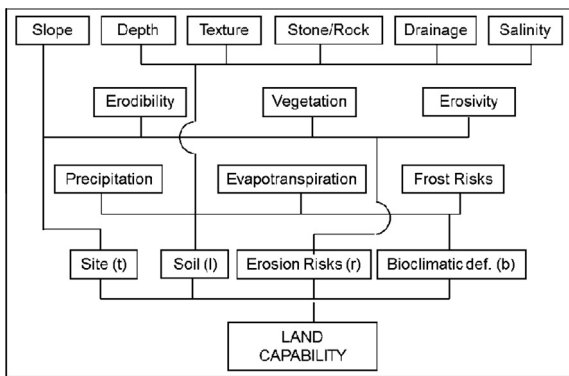 Slope Depth Texture Stone/Rock Drainage Salinity
Erodibility Vegetation Erosivity
Precipitation Evapotranspiration Frost Risks
Site (t) Soil (l) Erosion Risks (r) Bioclimatic def. (b)
LAND
CAPABILITY